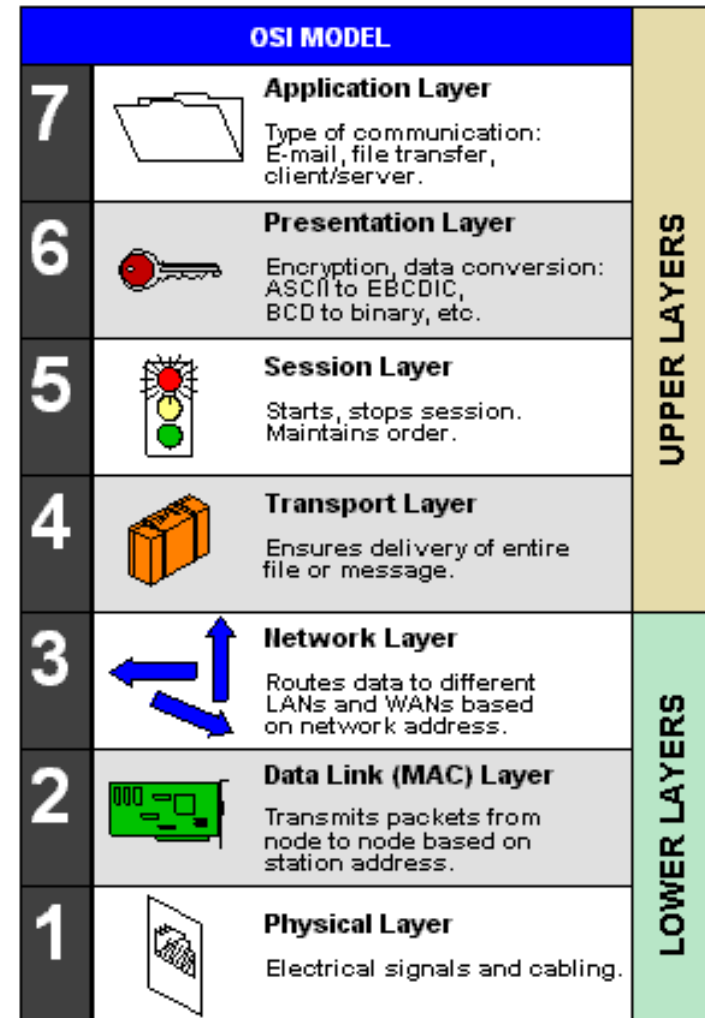 OSI MODEL
7
Application Layer
Type of communication:
E-mail, file transfer,
client/server.
6
Presentation Layer
Encryption, data conversion:
ASCII to EBCDIC,
BCD to binary, etc.
5
Session Layer
Starts, stops session.
Maintains order.
4
Transport Layer
Ensures delivery of entire
file or message.
UPPER LAYERS
3
Network Layer
Routes data to different
LANs and WANs based
on network address.
2
Data Link (MAC) Layer
Transmits packets from
node to node based on
station address.
1
Physical Layer
Electrical signals and cabling.
LOWER LAYERS